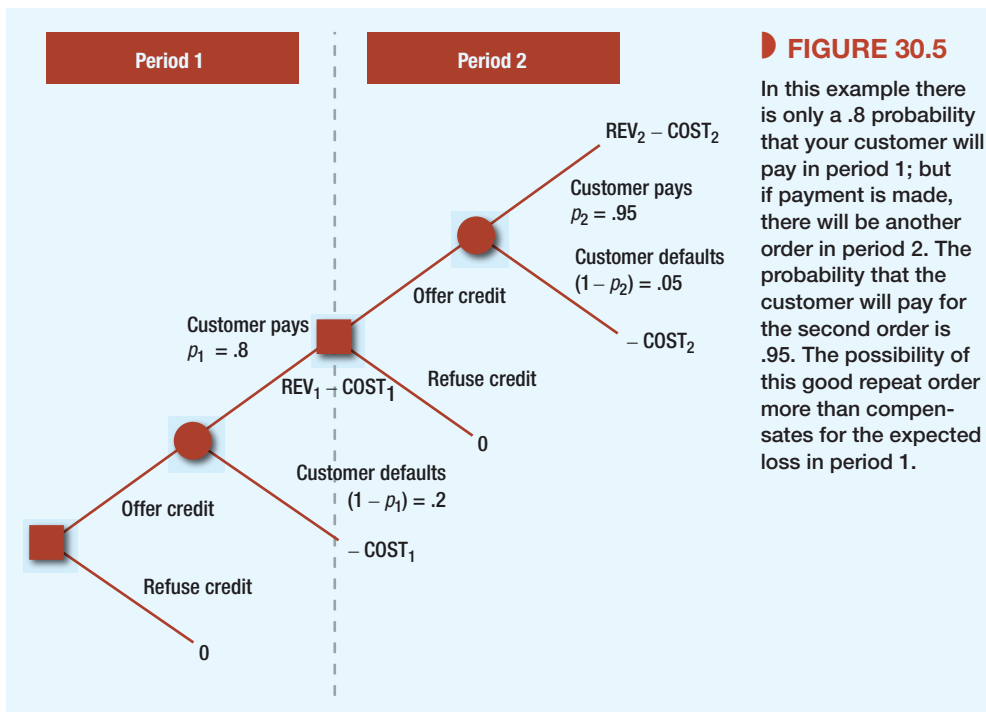 Period 1
Period 2
REV2 – COST2
Customer pays
p2 = .95
Customer defaults
(1 – p2) = .05
Offer credit
– COST2
Customer pays
p1 = .8
Refuse credit
REV1 – COST1
0
Customer defaults
(1 – p1) = .2
Offer credit
– COST1
Refuse credit
0
FIGURE 30.5
In this example there
is only a .8 probability
that your customer will
pay in period 1; but
if payment is made,
there will be another
order in period 2. The
probability that the
customer will pay for
the second order is
.95. The possibility of
this good repeat order
more than compen-
sates for the expected
loss in period 1.